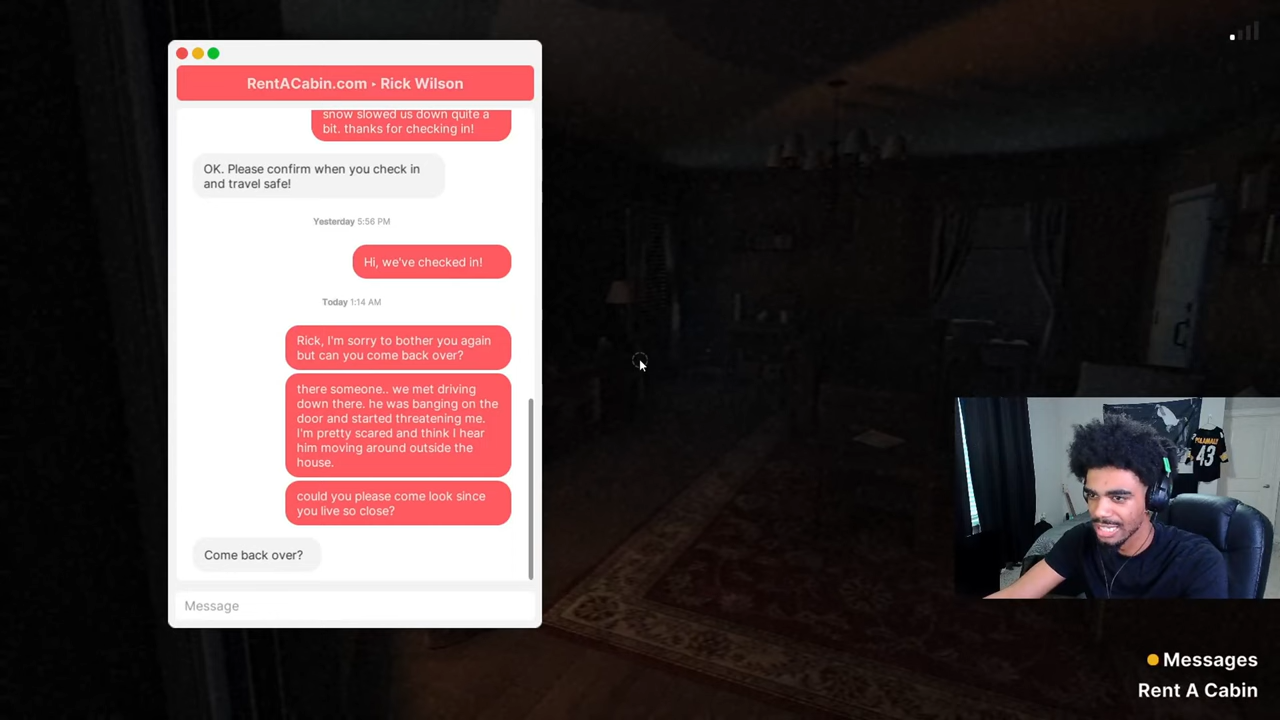 RentACabin.com ▸ Rick Wilson
snow slowed us down quite a
bit. thanks for checking in!
OK. Please confirm when you check in
and travel safe!
Yesterday 5:56 PM
Hi, we've checked in!
Today 1:14 AM
Rick, I'm sorry to bother you again
but can you come back over?
there someone.. we met driving
down there. he was banging on the
door and started threatening me.
I'm pretty scared and think I hear
him moving around outside the
house.
could you please come look since
you live so close?
Come back over?
Message
POLAMALU
43
Messages
Rent A Cabin